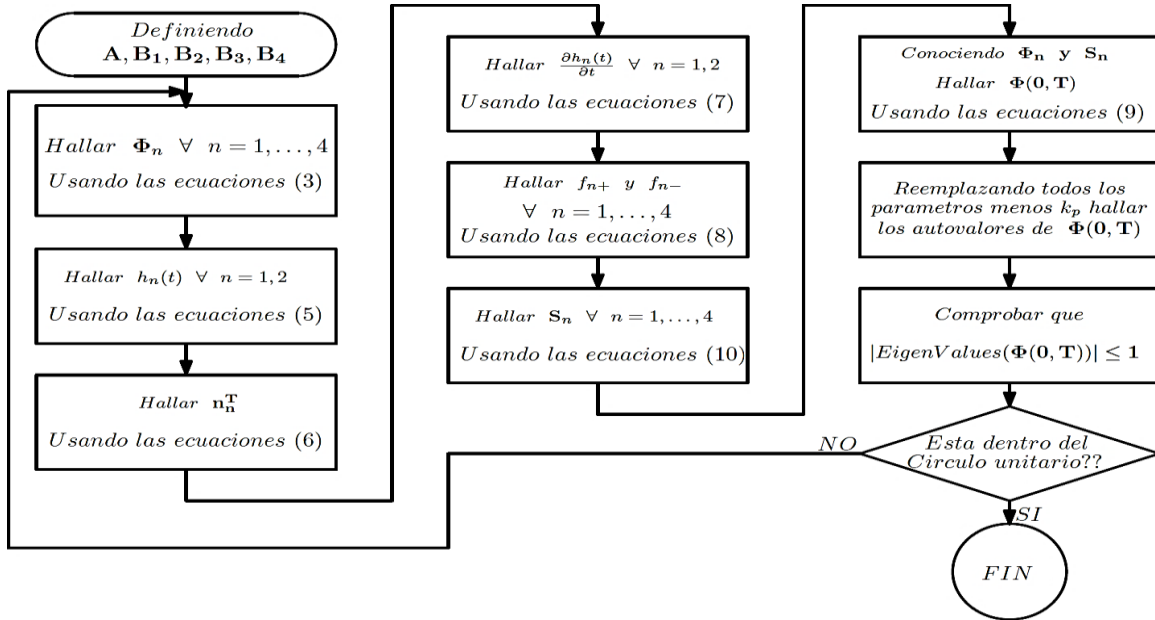 Definiendo
A, B₁, B₂, B₃, B₄
Hallar Φₙ ∀ n = 1, . . . , 4
Usando las ecuaciones (3)
Hallar hₙ(t) ∀ n = 1, 2
Usando las ecuaciones (5)
Hallar nₙᵀ
Usando las ecuaciones (6)
Hallar ∂hₙ(t)/∂t ∀ n = 1, 2
Usando las ecuaciones (7)
Hallar fₙ₊ y fₙ₋
∀ n = 1, . . . , 4
Usando las ecuaciones (8)
Hallar Sₙ ∀ n = 1, . . . , 4
Usando las ecuaciones (10)
Conociendo Φₙ y Sₙ
Hallar Φ(0, T)
Usando las ecuaciones (9)
Reemplazando todos los
parametros menos kₚ hallar
los autovalores de Φ(0, T)
Comprobar que
|EigenValues(Φ(0, T))| ≤ 1
Esta dentro del
Circulo unitario??
NO
SI
FIN